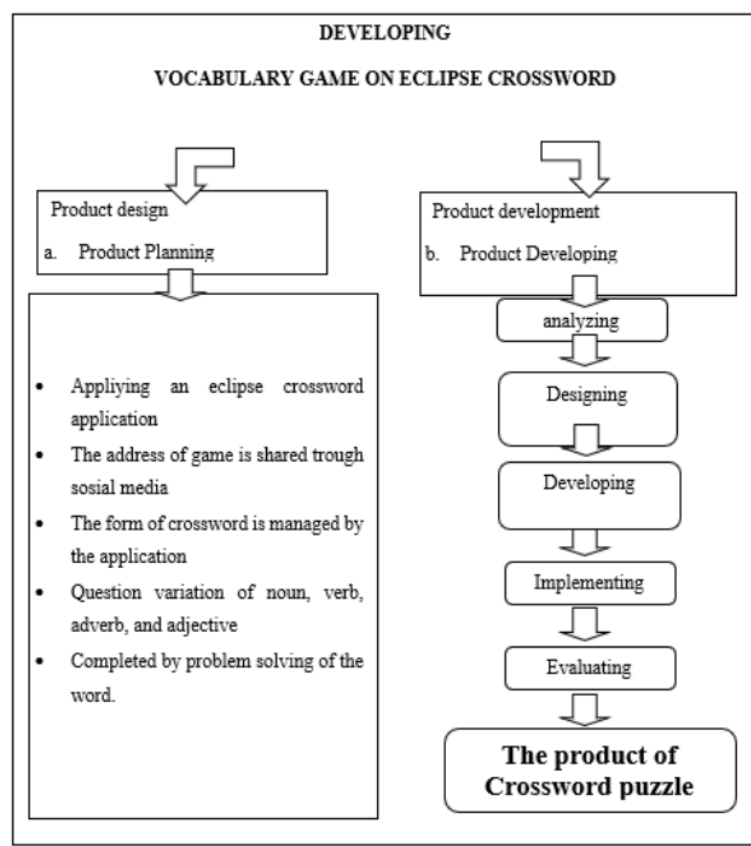 DEVELOPING
VOCABULARY GAME ON ECLIPSE CROSSWORD
Product design
a. Product Planning
• Appliying an eclipse crossword
application
• The address of game is shared trough
sosial media
• The form of crossword is managed by
the application
• Question variation of noun, verb,
adverb, and adjective
• Completed by problem solving of the
word.
Product development
b. Product Developing
analyzing
Designing
Developing
Implementing
Evaluating
The product of
Crossword puzzle